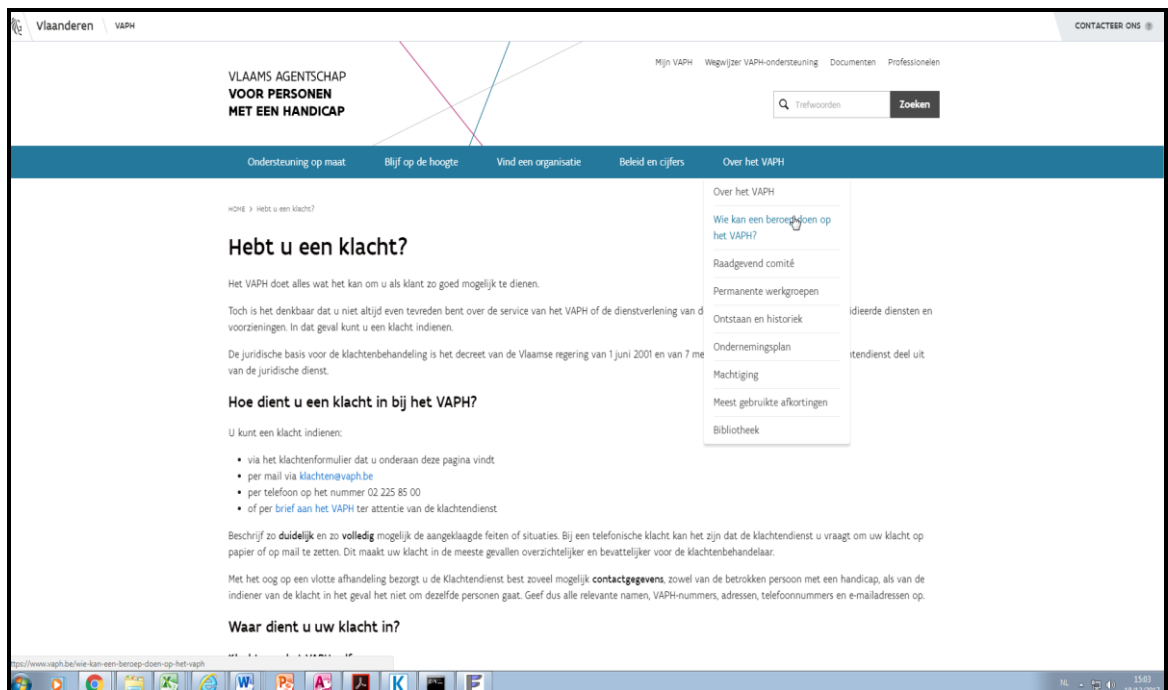 Vlaanderen VAPH
CONTACTEER ONS
Mijn VAPH Wegwijzer VAPH-ondersteuning Documenten Professionelen
VLAAMS AGENTSCHAP
VOOR PERSONEN
MET EEN HANDICAP
Trefwoorden Zoeken
Ondersteuning op maat Blijf op de hoogte Vind een organisatie Beleid en cijfers Over het VAPH
Over het VAPH
Wie kan een beroep doen op
het VAPH?
Raadgevend comité
Permanente werkgroepen
Ontstaan en historiek
Ondernemingsplan
Machtiging
Meest gebruikte afkortingen
Bibliotheek
HOME > Hebt u een klacht?
Hebt u een klacht?
Het VAPH doet alles wat het kan om u als klant zo goed mogelijk te dienen.
Toch is het denkbaar dat u niet altijd even tevreden bent over de service van het VAPH of de dienstverlening van d idieerde diensten en
voorzieningen. In dat geval kunt u een klacht indienen.
De juridische basis voor de klachtenbehandeling is het decreet van de Vlaamse regering van 1 juni 2001 en van 7 me tendienst deel uit
van de juridische dienst.
Hoe dient u een klacht in bij het VAPH?
U kunt een klacht indienen:
• via het klachtenformulier dat u onderaan deze pagina vindt
• per mail via klachten@vaph.be
• per telefoon op het nummer 02 225 85 00
• of per brief aan het VAPH ter attentie van de klachtendienst
Beschrijf zo duidelijk en zo volledig mogelijk de aangeklaagde feiten of situaties. Bij een telefonische klacht kan het zijn dat de klachtendienst u vraagt om uw klacht op
papier of op mail te zetten. Dit maakt uw klacht in de meeste gevallen overzichtelijker en bevattelijker voor de klachtenbehandelaar.
Met het oog op een vlotte afhandeling bezorgt u de Klachtendienst best zoveel mogelijk contactgegevens, zowel van de betrokken persoon met een handicap, als van de
indiener van de klacht in het geval het niet om dezelfde personen gaat. Geef dus alle relevante namen, VAPH-nummers, adressen, telefoonnummers en e-mailadressen op.
Waar dient u uw klacht in?
ttps://www.vaph.be/wie-kan-een-beroep-doen-op-het-vaph
NL 15:03